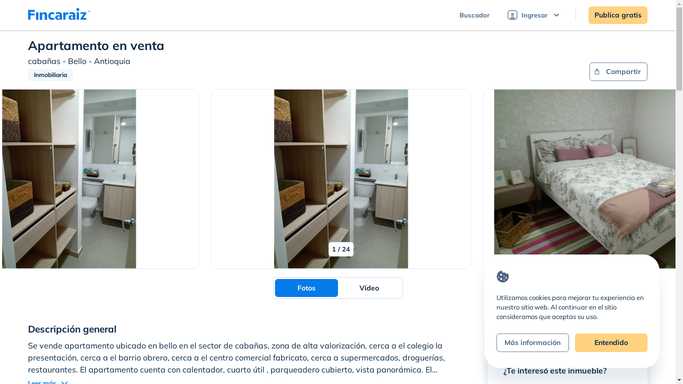 Fincaraiz
Buscador
Ingresar
Publica gratis
Apartamento en venta
cabañas - Bello - Antioquia
Inmobiliaria
Compartir
1 / 24
Fotos
Video
Utilizamos cookies para mejorar tu experiencia en
nuestro sitio web. Al continuar en el sitio
consideramos que aceptas su uso.
Más información
Entendido
Descripción general
Se vende apartamento ubicado en bello en el sector de cabañas, zona de alta valorización, cerca a el colegio la
presentación, cerca a el barrio obrero, cerca a el centro comercial fabricato, cerca a supermercados, droguerías,
restaurantes. El apartamento cuenta con calentador, cuarto útil , parqueadero cubierto, vista panorámica. El...
Leer más
¿Te interesó este inmueble?